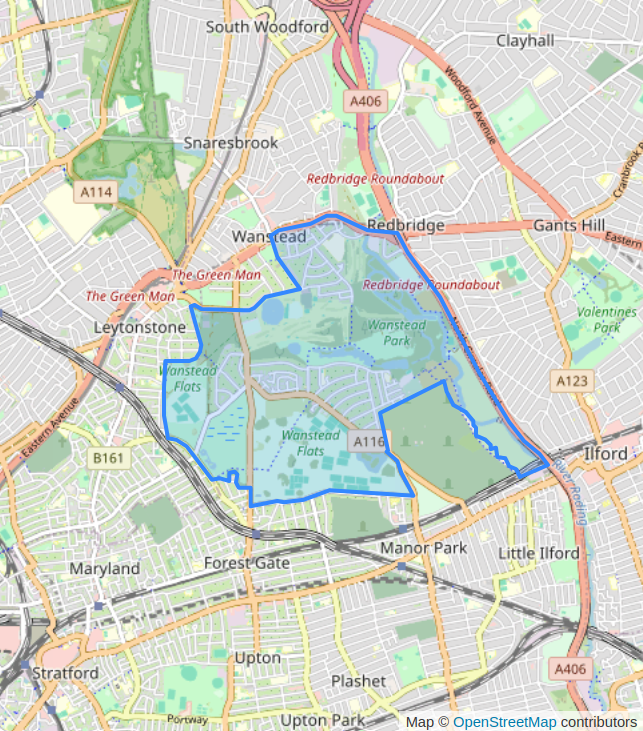 South Woodford
Clayhall
Woodford Avenue
A406
Snaresbrook
Cranbrook R
Redbridge Roundabout
A114
Redbridge
Gants Hill
Wanstead
Eastern
The Green Man
Redbridge Roundabout
The Green Man
Valentines
Park
Leytonstone
Wanstead
Park
Wanstead
Flats
A123
Eastern Avenue
Wanstead
Flats
A116
B161
Ilford
River Roding
Manor Park
Little Ilford
Forest Gate
Maryland
Upton
A406
Stratford
Plashet
Portway
Upton Park
Map © OpenStreetMap contributors